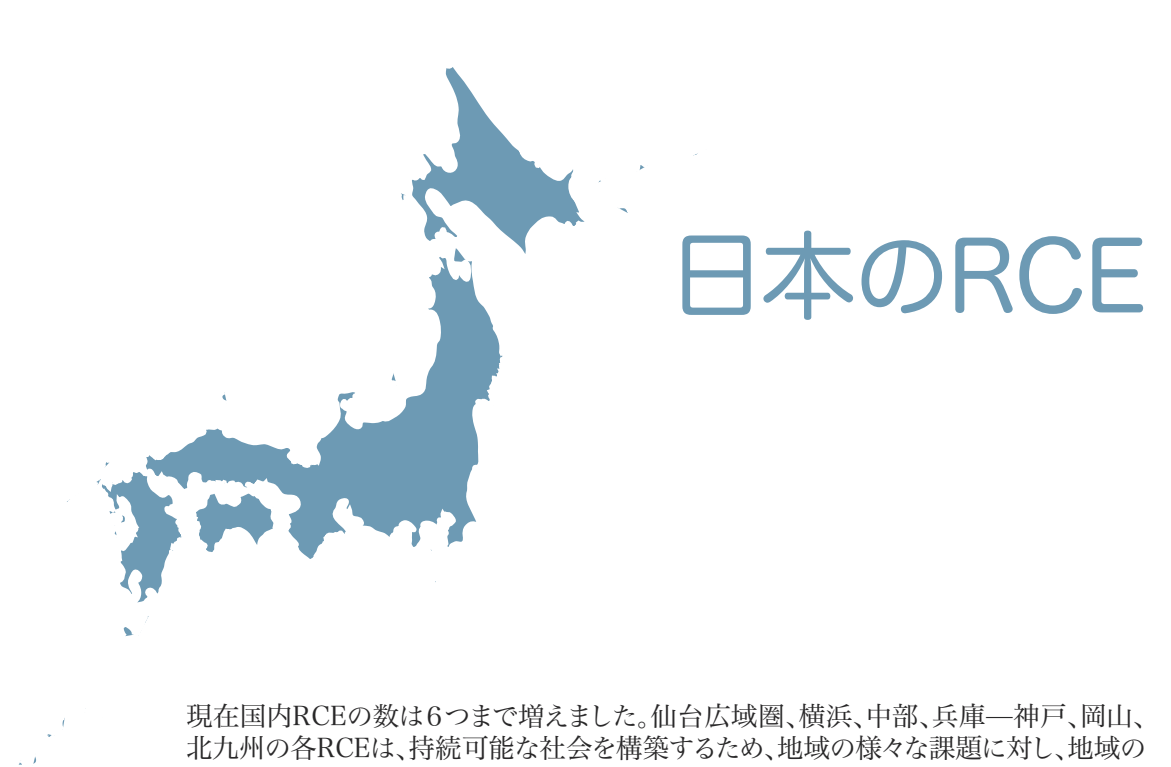 日本のRCE
現在国内RCEの数は６つまで増えました。仙台広域圏、横浜、中部、兵庫―神戸、岡山、
北九州の各RCEは、持続可能な社会を構築するため、地域の様々な課題に対し、地域の